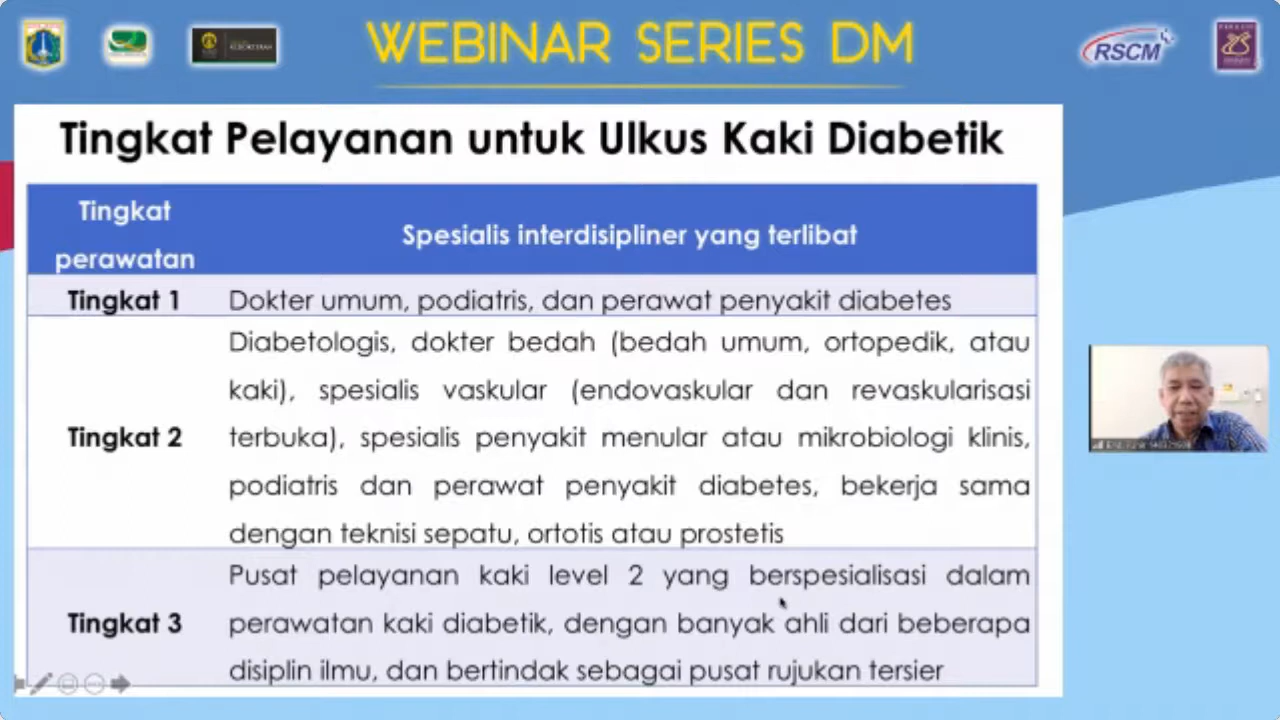 WEBINAR SERIES DM
RSCM
Tingkat Pelayanan untuk Ulkus Kaki Diabetik
Tingkat
perawatan
Spesialis interdisipliner yang terlibat
Tingkat 1
Dokter umum, podiatris, dan perawat penyakit diabetes
Tingkat 2
Diabetologis, dokter bedah (bedah umum, ortopedik, atau
kaki), spesialis vaskular (endovaskular dan revaskularisasi
terbuka), spesialis penyakit menular atau mikrobiologi klinis,
podiatris dan perawat penyakit diabetes, bekerja sama
dengan teknisi sepatu, ortotis atau prostetis
Tingkat 3
Pusat pelayanan kaki level 2 yang berspesialisasi dalam
perawatan kaki diabetik, dengan banyak ahli dari beberapa
disiplin ilmu, dan bertindak sebagai pusat rujukan tersier